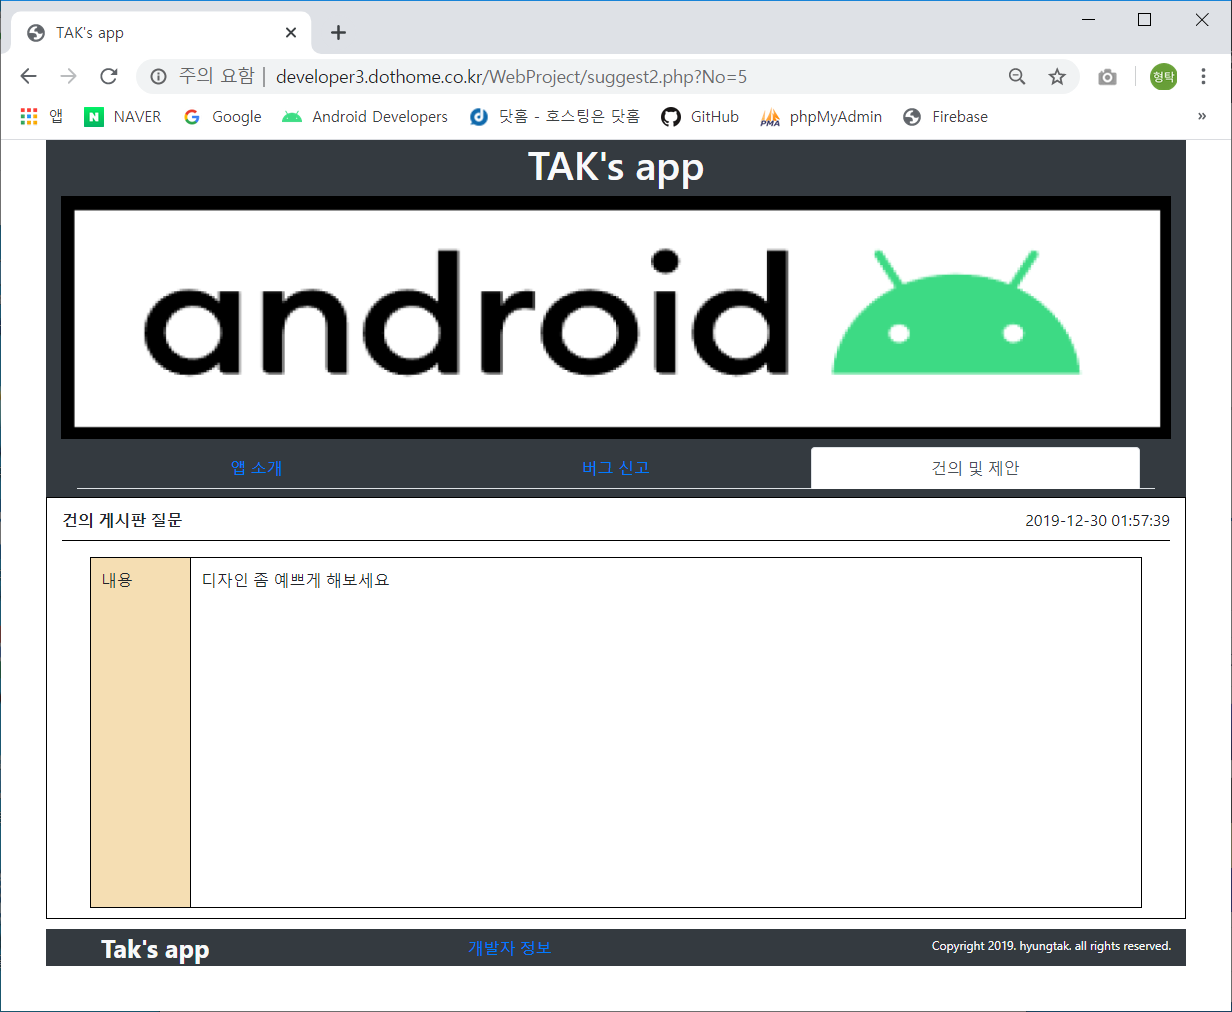 TAK's app
주의 요함 | developer3.dothome.co.kr/WebProject/suggest2.php?No=5
형탁
앱 NAVER Google Android Developers 닷홈 - 호스팅은 닷홈 GitHub PMA phpMyAdmin Firebase »
TAK's app
android
앱 소개 버그 신고 건의 및 제안
건의 게시판 질문 2019-12-30 01:57:39
내용 디자인 좀 예쁘게 해보세요
Tak's app 개발자 정보 Copyright 2019. hyungtak. all rights reserved.